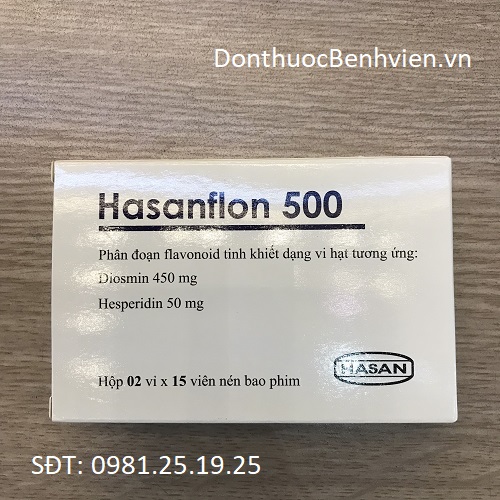 DonthuocBenhvien.vn
Hasanflon 500
Phân đoạn flavonoid tinh khiết dạng vi hạt tương ứng:
Diosmin 450 mg
Hesperidin 50 mg
HASAN
Hộp 02 vỉ x 15 viên nén bao phim
SĐT: 0981.25.19.25